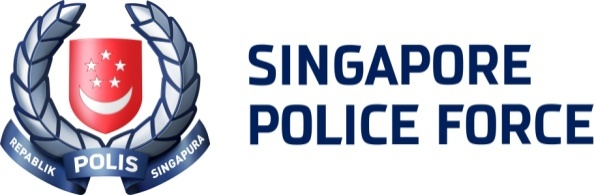 SINGAPORE
POLICE FORCE
REPABLIK POLIS SINGAPURA